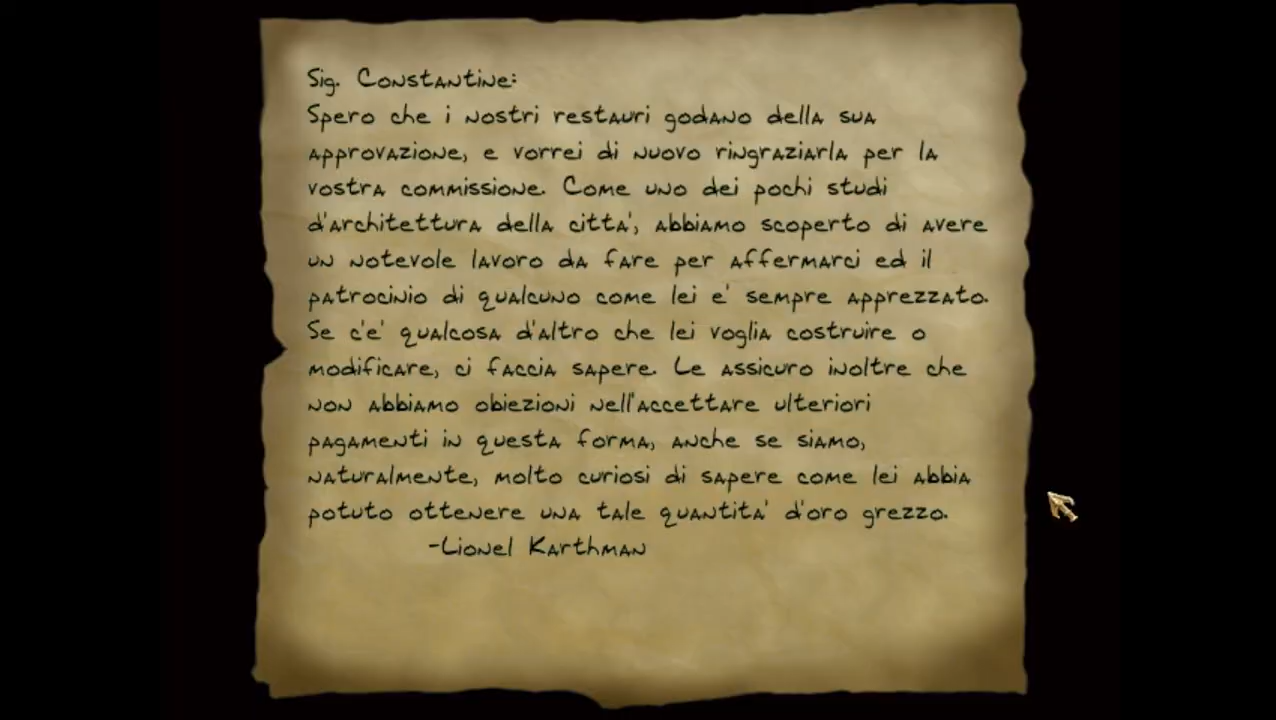 Sig. Constantine:
Spero che i nostri restauri godano della sua
approvazione, e vorrei di nuovo ringraziarla per la
vostra commissione. Come uno dei pochi studi
d'architettura della citta', abbiamo scoperto di avere
un notevole lavoro da fare per affermarci ed il
patrocinio di qualcuno come lei e' sempre apprezzato.
Se c'e' qualcosa d'altro che lei voglia costruire o
modificare, ci faccia sapere. Le assicuro inoltre che
non abbiamo obiezioni nell'accettare ulteriori
pagamenti in questa forma, anche se siamo,
naturalmente, molto curiosi di sapere come lei abbia
potuto ottenere una tale quantita' d'oro grezzo.
-Lionel Karthman